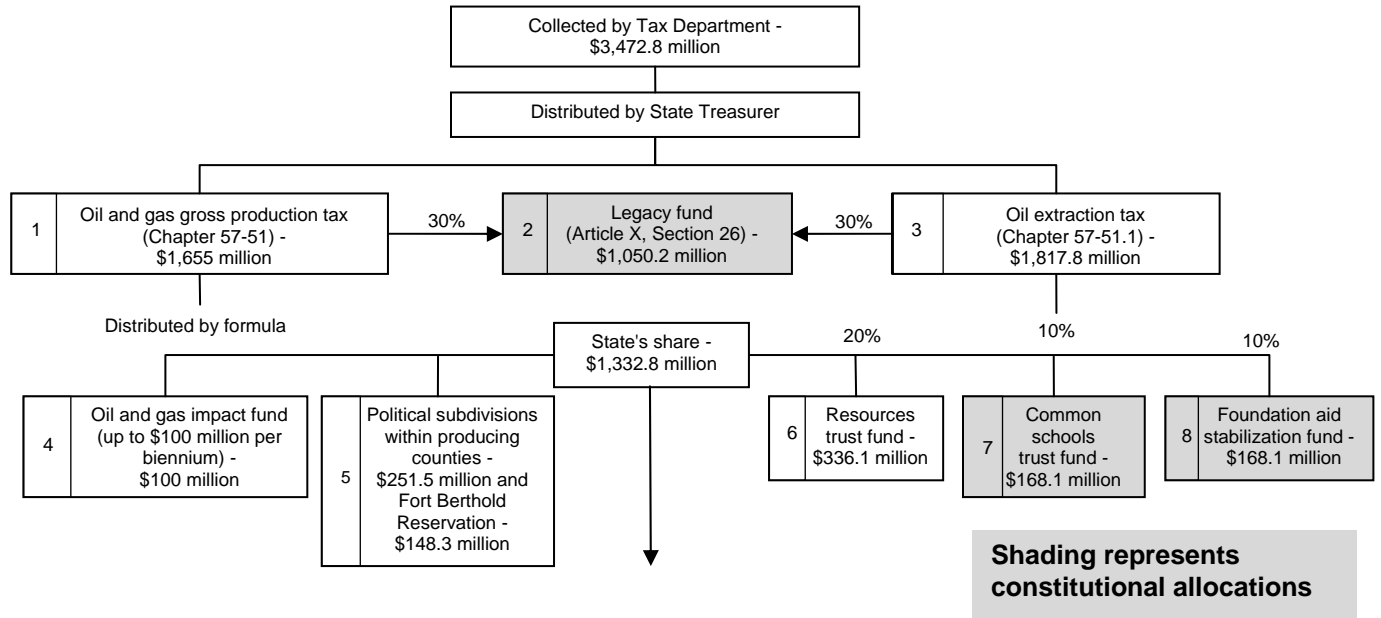 Collected by Tax Department -
$3,472.8 million
Distributed by State Treasurer
1
Oil and gas gross production tax
(Chapter 57-51) -
$1,655 million
30%
2
Legacy fund
(Article X, Section 26) -
$1,050.2 million
30%
3
Oil extraction tax
(Chapter 57-51.1) -
$1,817.8 million
Distributed by formula
State's share -
$1,332.8 million
20%
10%
10%
4
Oil and gas impact fund
(up to $100 million per
biennium) -
$100 million
5
Political subdivisions
within producing
counties -
$251.5 million and
Fort Berthold
Reservation -
$148.3 million
6
Resources
trust fund -
$336.1 million
7
Common
schools
trust fund -
$168.1 million
8
Foundation aid
stabilization fund -
$168.1 million
Shading represents
constitutional allocations